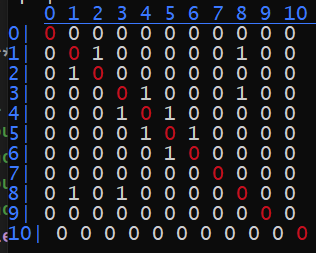 0 1 2 3 4 5 6 7 8 9 10
0| 0 0 0 0 0 0 0 0 0 0 0
1| 0 0 1 0 0 0 0 0 1 0 0
2| 0 1 0 0 0 0 0 0 0 0 0
3| 0 0 0 0 1 0 0 0 1 0 0
4| 0 0 0 1 0 1 0 0 0 0 0
5| 0 0 0 0 1 0 1 0 0 0 0
6| 0 0 0 0 0 1 0 0 0 0 0
7| 0 0 0 0 0 0 0 0 0 0 0
8| 0 1 0 1 0 0 0 0 0 0 0
9| 0 0 0 0 0 0 0 0 0 0 0
10| 0 0 0 0 0 0 0 0 0 0 0